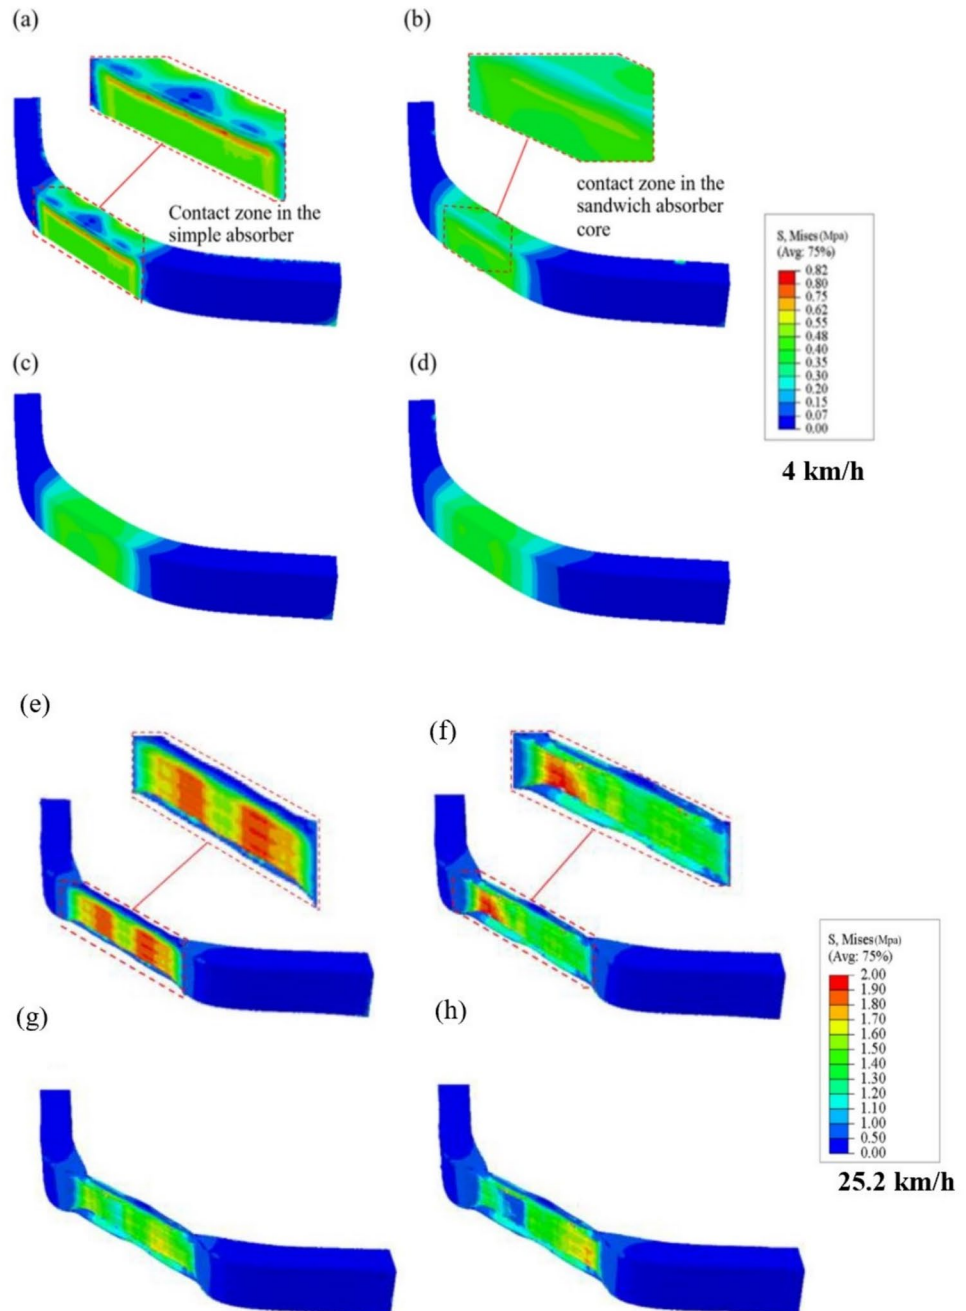 (a)
(b)
Contact zone in the
simple absorber
contact zone in the
sandwich absorber
core
S, Mises(Mpa)
(Avg: 75%)
0.82
0.80
0.75
0.62
0.55
0.48
0.40
0.35
0.30
0.20
0.15
0.07
0.00
4 km/h
(c)
(d)
(e)
(f)
S, Mises(Mpa)
(Avg: 75%)
2.00
1.90
1.80
1.70
1.60
1.50
1.40
1.30
1.20
1.10
1.00
0.50
0.00
25.2 km/h
(g)
(h)